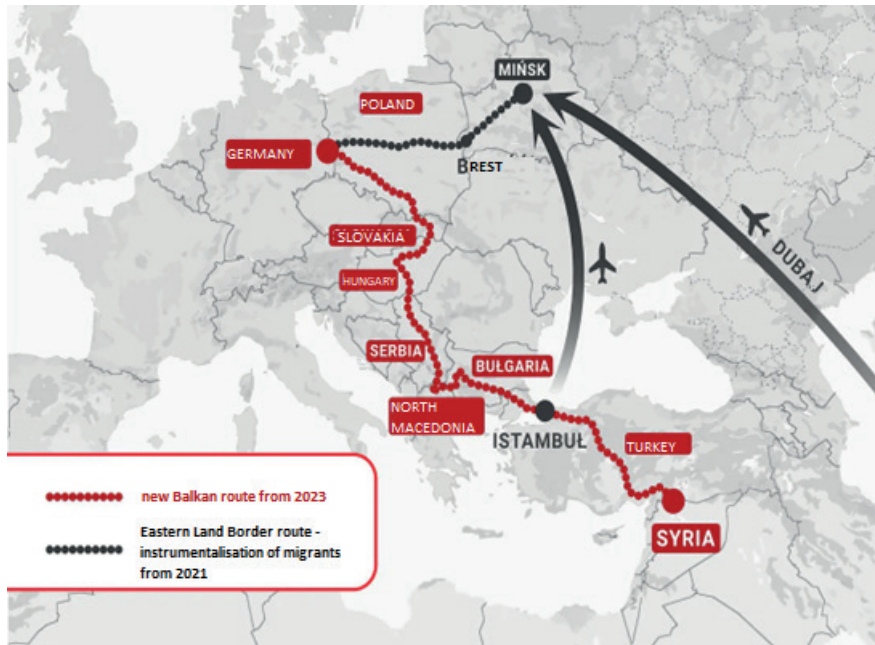 MIŃSK
POLAND
GERMANY
BREST
SLOVAKIA
HUNGARY
DUBAJ
SERBIA
BUŁGARIA
NORTH
MACEDONIA
ISTAMBUŁ
TURKEY
SYRIA
new Balkan route from 2023
Eastern Land Border route -
instrumentalisation of migrants
from 2021